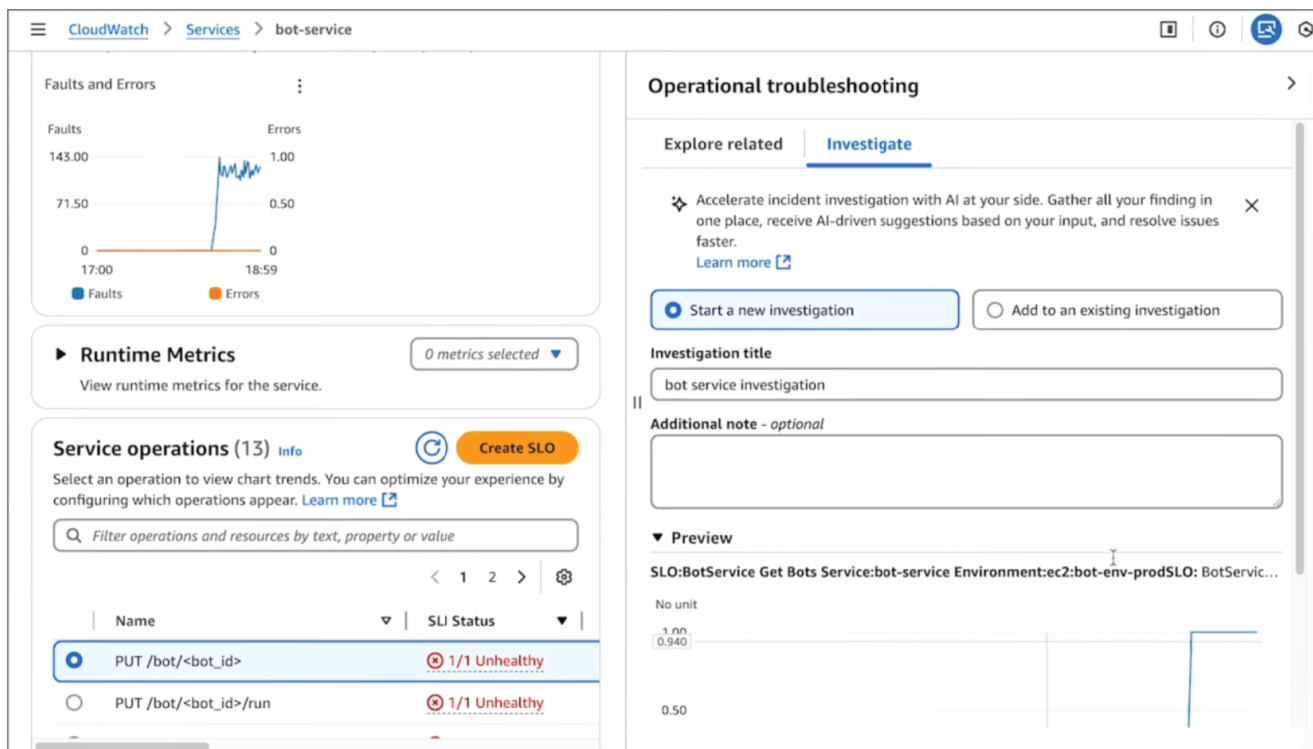 CloudWatch > Services > bot-service
Faults and Errors
Faults Errors
143.00 1.00
71.50 0.50
0 0
17:00 18:59
Faults Errors
Runtime Metrics
0 metrics selected
View runtime metrics for the service.
Service operations (13) Info
Create SLO
Select an operation to view chart trends. You can optimize your experience by
configuring which operations appear. Learn more
Filter operations and resources by text, property or value
< 1 2 >
Name SLI Status
PUT /bot/<bot_id> 1/1 Unhealthy
PUT /bot/<bot_id>/run 1/1 Unhealthy
Operational troubleshooting
Explore related Investigate
Accelerate incident investigation with AI at your side. Gather all your finding in
one place, receive AI-driven suggestions based on your input, and resolve issues
faster.
Learn more
Start a new investigation Add to an existing investigation
Investigation title
bot service investigation
Additional note - optional
Preview
SLO:BotService Get Bots Service:bot-service Environment:ec2:bot-env-prodSLO: BotServic...
No unit
1.00
0.940
0.50